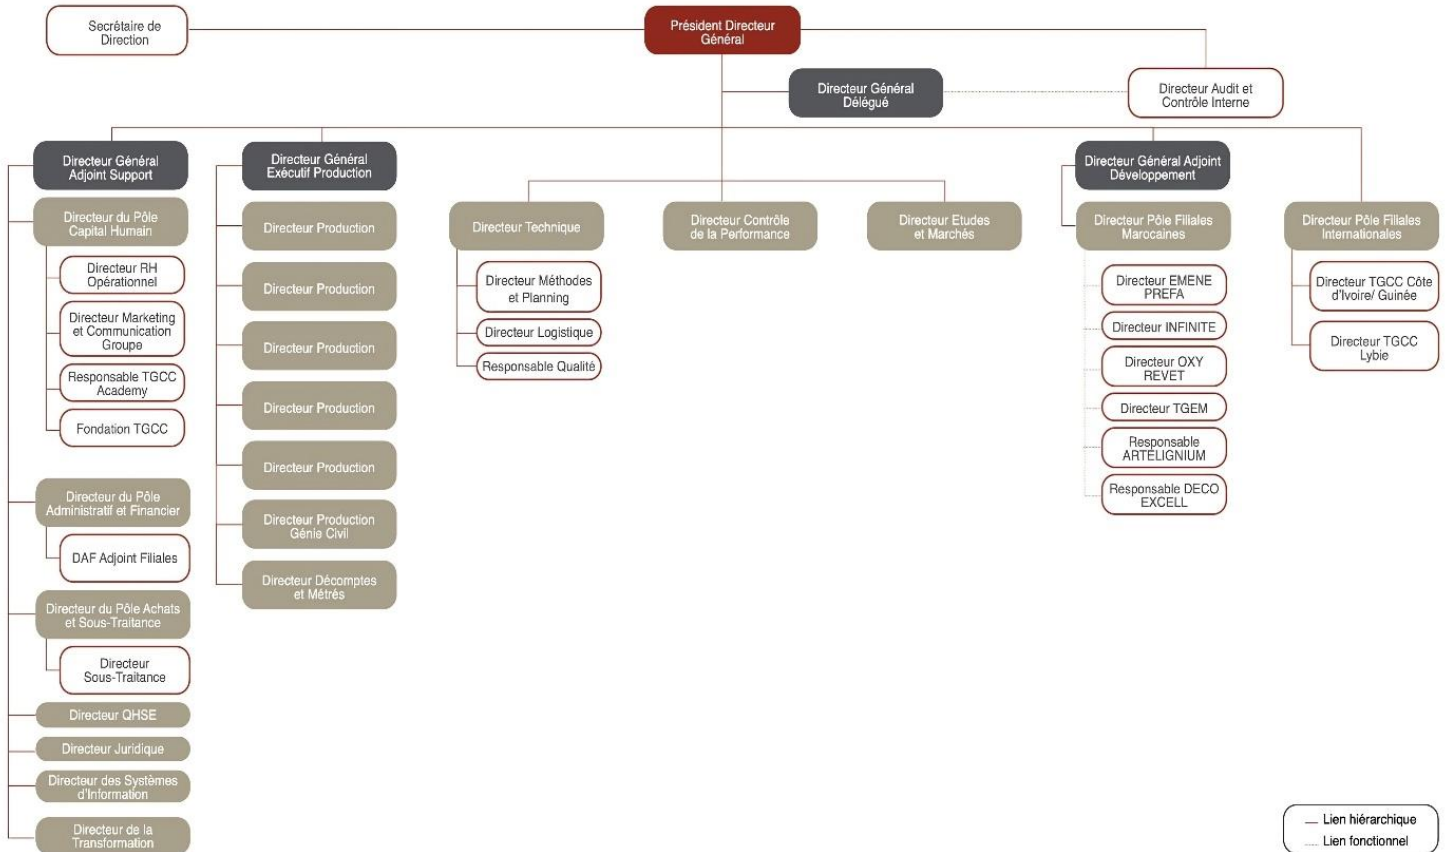 Secrétaire de
Direction
Président Directeur
Général
Directeur Général
Délégué
Directeur Audit et
Contrôle Interne
Directeur Général
Adjoint Support
Directeur du Pôle
Capital Humain
Directeur RH
Opérationnel
Directeur Marketing
et Communication
Groupe
Responsable TGCC
Academy
Fondation TGCC
Directeur du Pôle
Administratif et Financier
DAF Adjoint Filiales
Directeur du Pôle Achats
et Sous-Traitance
Directeur
Sous-Traitance
Directeur QHSE
Directeur Juridique
Directeur des Systèmes
d'Information
Directeur de la
Transformation
Directeur Général
Exécutif Production
Directeur Production
Directeur Production
Directeur Production
Directeur Production
Directeur Production
Directeur Production
Génie Civil
Directeur Décomptes
et Métrés
Directeur Technique
Directeur Méthodes
et Planning
Directeur Logistique
Responsable Qualité
Directeur Contrôle
de la Performance
Directeur Etudes
et Marchés
Directeur Général Adjoint
Développement
Directeur Pôle Filiales
Marocaines
Directeur EMENE
PREFA
Directeur INFINITE
Directeur OXY
REVET
Directeur TGEM
Responsable
ARTELIGNIUM
Responsable DECO
EXCELL
Directeur Pôle Filiales
Internationales
Directeur TGCC Côte
d'Ivoire/ Guinée
Directeur TGCC
Lybie
Lien hiérarchique
Lien fonctionnel